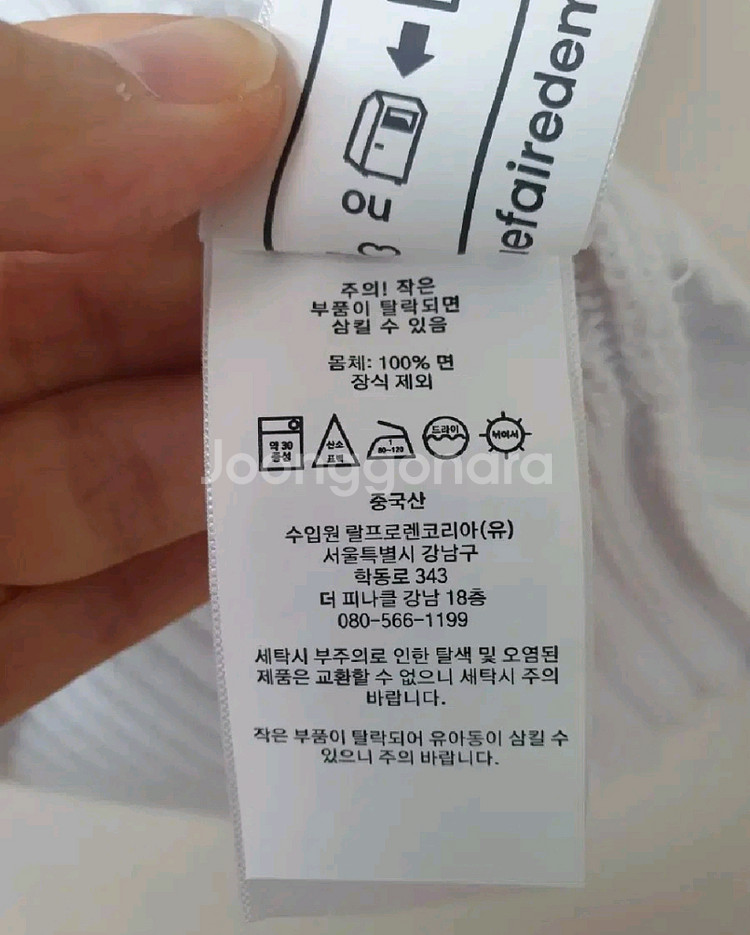 efairedem
주의! 작은
부품이 탈락되면
삼킬 수 있음
몸체: 100% 면
장식 제외
약 30
중성
산소
표백
1
80-120
드라이
뉘어서
Joonggonara
중국산
수입원 랄프로렌코리아(유)
서울특별시 강남구
학동로 343
더 피나클 강남 18층
080-566-1199
세탁시 부주의로 인한 탈색 및 오염된
제품은 교환할 수 없으니 세탁시 주의
바랍니다.
작은 부품이 탈락되어 유아동이 삼킬 수
있으니 주의 바랍니다.